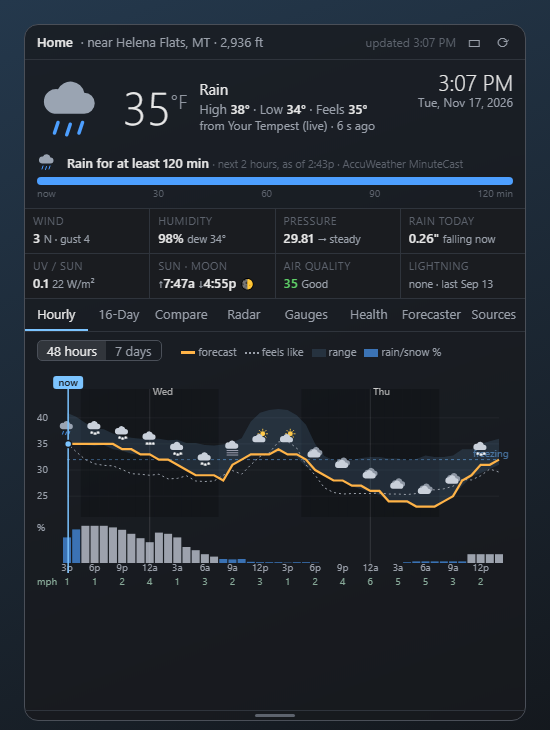 Home · near Helena Flats, MT · 2,936 ft updated 3:07 PM
35°F
Rain
High 38° · Low 34° · Feels 35°
from Your Tempest (live) · 6 s ago
3:07 PM
Tue, Nov 17, 2026
Rain for at least 120 min · next 2 hours, as of 2:43p · AccuWeather MinuteCast
now 30 60 90 120 min
WIND HUMIDITY PRESSURE RAIN TODAY
3 N · gust 4 98% dew 34° 29.81 → steady 0.26" falling now
UV / SUN SUN · MOON AIR QUALITY LIGHTNING
0.1 22 W/m² ↑7:47a ↓4:55p 35 Good none · last Sep 13
Hourly 16-Day Compare Radar Gauges Health Forecaster Sources
48 hours 7 days forecast feels like range rain/snow %
now
Wed Thu
40
35
freezing
30
25
%
3p 6p 9p 12a 3a 6a 9a 12p 3p 6p 9p 12a 3a 6a 9a 12p
mph 1 1 2 4 1 3 2 3 1 2 4 6 5 5 3 2